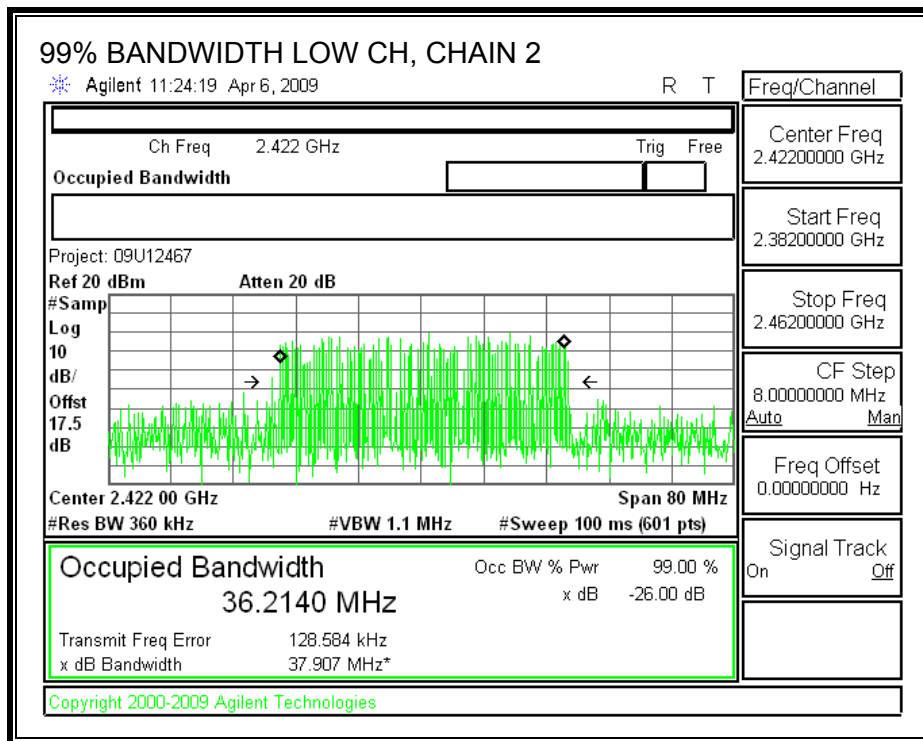 99% BANDWIDTH LOW CH, CHAIN 2
Agilent 11:24:19 Apr 6, 2009 R T
Freq/Channel
Ch Freq 2.422 GHz Trig Free
Occupied Bandwidth
Center Freq
2.42200000 GHz
Start Freq
2.38200000 GHz
Stop Freq
2.46200000 GHz
CF Step
8.00000000 MHz
Auto Man
Freq Offset
0.00000000 Hz
Signal Track
On Off
Project: 09U12467
Ref 20 dBm Atten 20 dB
#Samp
Log
10
dB/
Offst
17.5
dB
Center 2.422 00 GHz Span 80 MHz
#Res BW 360 kHz #VBW 1.1 MHz #Sweep 100 ms (601 pts)
Occupied Bandwidth Occ BW % Pwr 99.00 %
36.2140 MHz x dB -26.00 dB
Transmit Freq Error 128.584 kHz
x dB Bandwidth 37.907 MHz*
Copyright 2000-2009 Agilent Technologies